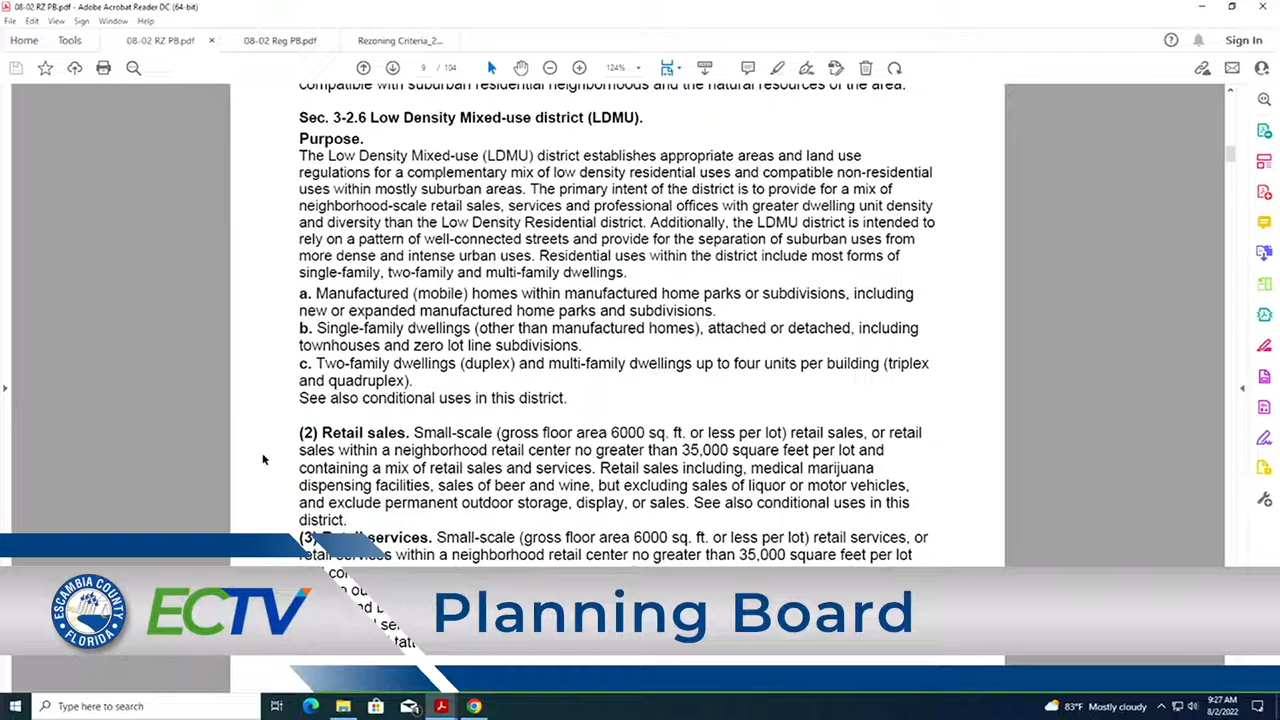 08-02 RZ PB.pdf - Adobe Acrobat Reader DC (64-bit)
File Edit View Sign Window Help
Home Tools 08-02 RZ PB.pdf × 08-02 Reg PB.pdf Rezoning Criteria_2... Sign In
9 / 104 124%
compatible with suburban residential neighborhoods and the natural resources of the area.
Sec. 3-2.6 Low Density Mixed-use district (LDMU).
Purpose.
The Low Density Mixed-use (LDMU) district establishes appropriate areas and land use
regulations for a complementary mix of low density residential uses and compatible non-residential
uses within mostly suburban areas. The primary intent of the district is to provide for a mix of
neighborhood-scale retail sales, services and professional offices with greater dwelling unit density
and diversity than the Low Density Residential district. Additionally, the LDMU district is intended to
rely on a pattern of well-connected streets and provide for the separation of suburban uses from
more dense and intense urban uses. Residential uses within the district include most forms of
single-family, two-family and multi-family dwellings.
a. Manufactured (mobile) homes within manufactured home parks or subdivisions, including
new or expanded manufactured home parks and subdivisions.
b. Single-family dwellings (other than manufactured homes), attached or detached, including
townhouses and zero lot line subdivisions.
c. Two-family dwellings (duplex) and multi-family dwellings up to four units per building (triplex
and quadruplex).
See also conditional uses in this district.
(2) Retail sales. Small-scale (gross floor area 6000 sq. ft. or less per lot) retail sales, or retail
sales within a neighborhood retail center no greater than 35,000 square feet per lot and
containing a mix of retail sales and services. Retail sales including, medical marijuana
dispensing facilities, sales of beer and wine, but excluding sales of liquor or motor vehicles,
and exclude permanent outdoor storage, display, or sales. See also conditional uses in this
district.
(3) Retail services. Small-scale (gross floor area 6000 sq. ft. or less per lot) retail services, or
retail services within a neighborhood retail center no greater than 35,000 square feet per lot
ESCAMBIA COUNTY
FLORIDA
ECTV
Planning Board
Type here to search
83°F Mostly cloudy
9:27 AM
8/2/2022